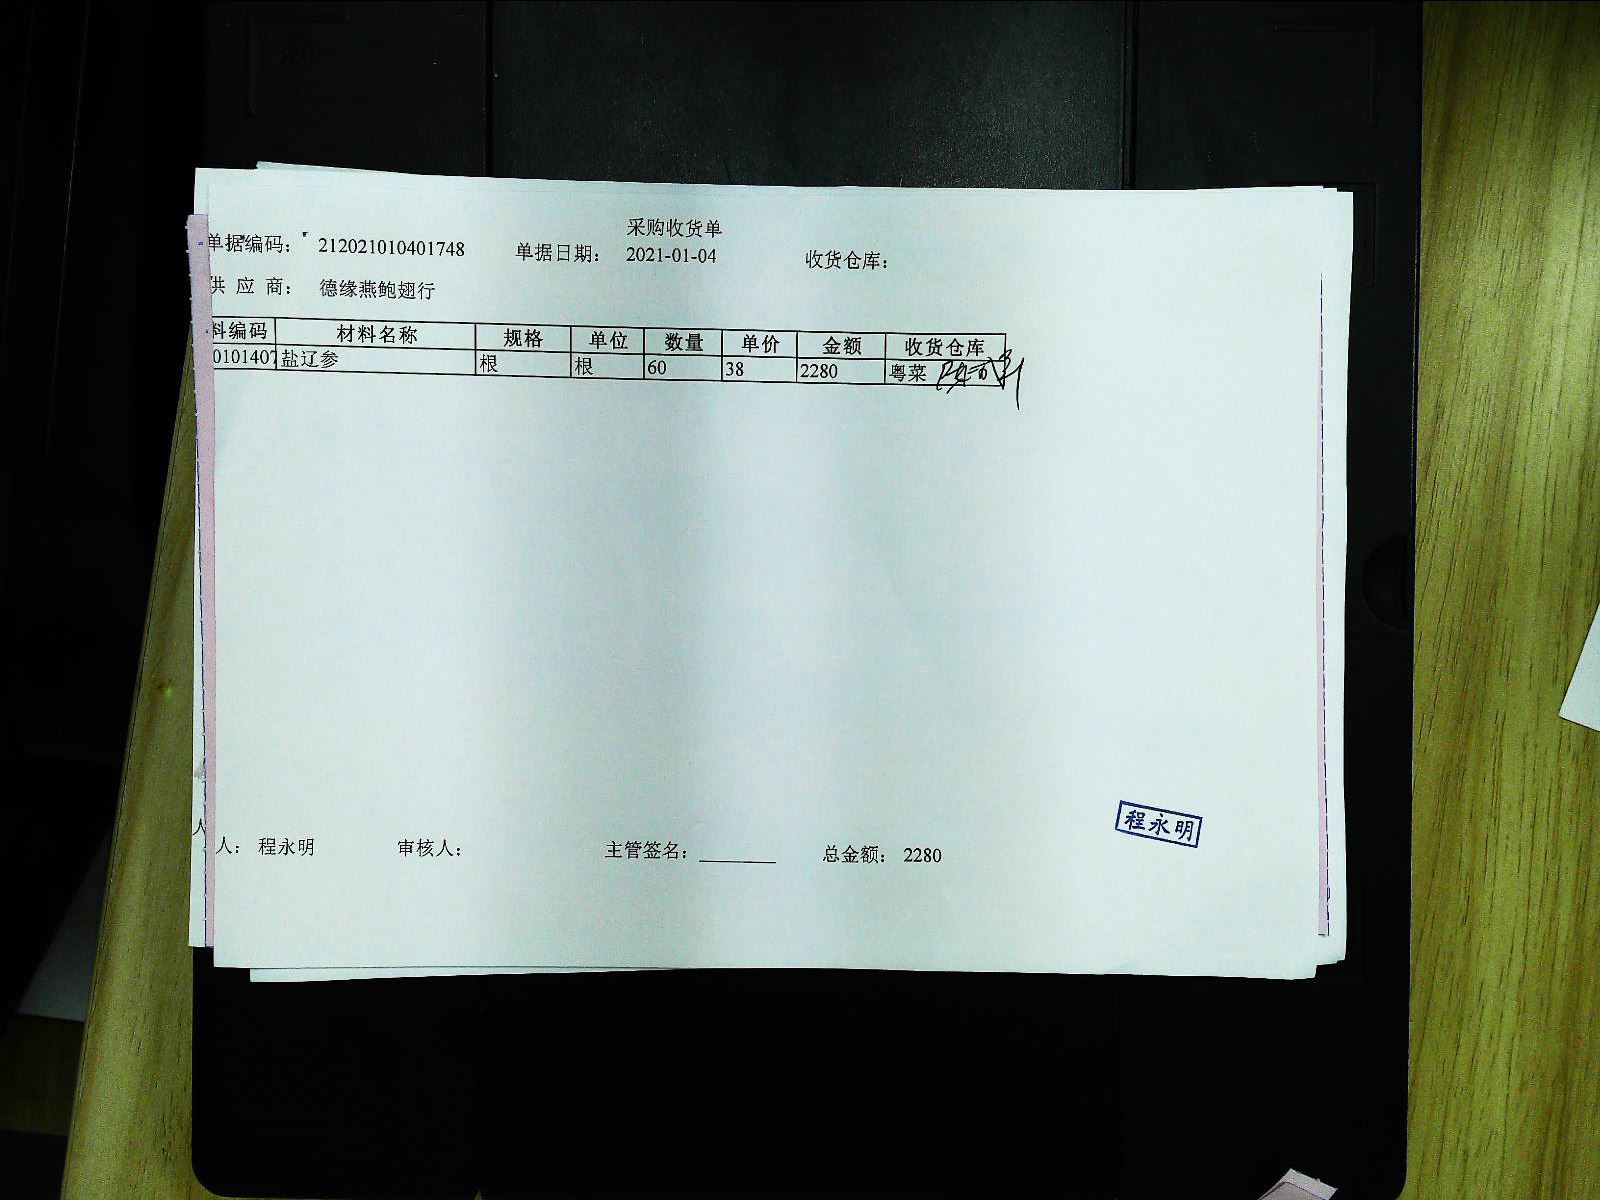 采购收货单
单据编码： 212021010401748 单据日期： 2021-01-04 收货仓库：
供 应 商： 德缘燕鲍翅行
料编码 材料名称 规格 单位 数量 单价 金额 收货仓库
0101407 盐辽参 根 根 60 38 2280 粤菜
程永明
人： 程永明 审核人： 主管签名： 总金额： 2280